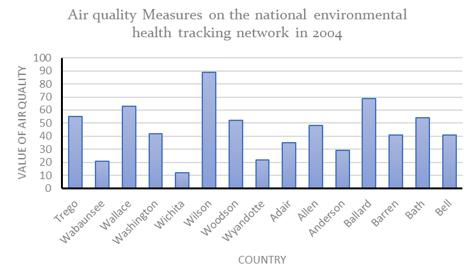 Air quality Measures on the national environmental
health tracking network in 2004
VALUE OF AIR QUALITY
100
90
80
70
60
50
40
30
20
10
0
Trego
Wabaunsee
Wallace
Washington
Wichita
Wilson
Woodson
Wyandotte
Adair
Allen
Anderson
Ballard
Barren
Bath
Bell
COUNTRY